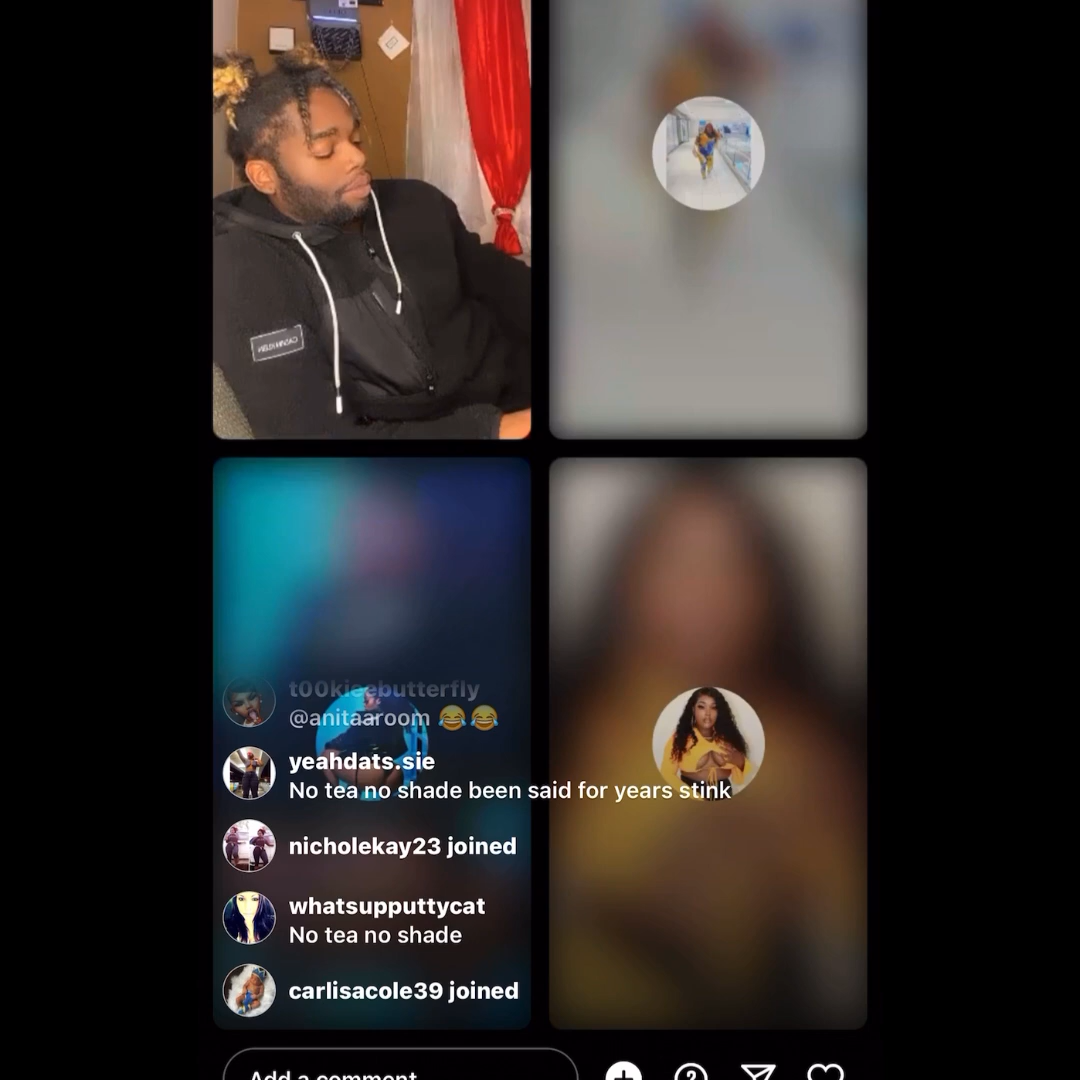 t00kieebutterfly
@anitaaroom 😂😂
yeahdats.sie
No tea no shade been said for years stink
nicholekay23 joined
whatsupputtycat
No tea no shade
carlisacole39 joined
Add a comment